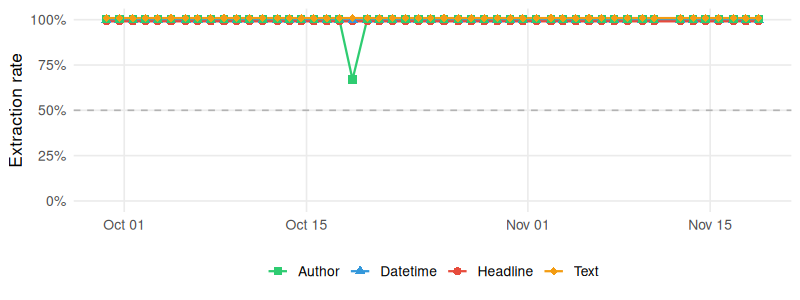 Extraction rate
100%
75%
50%
25%
0%
Oct 01 Oct 15 Nov 01 Nov 15
Author Datetime Headline Text